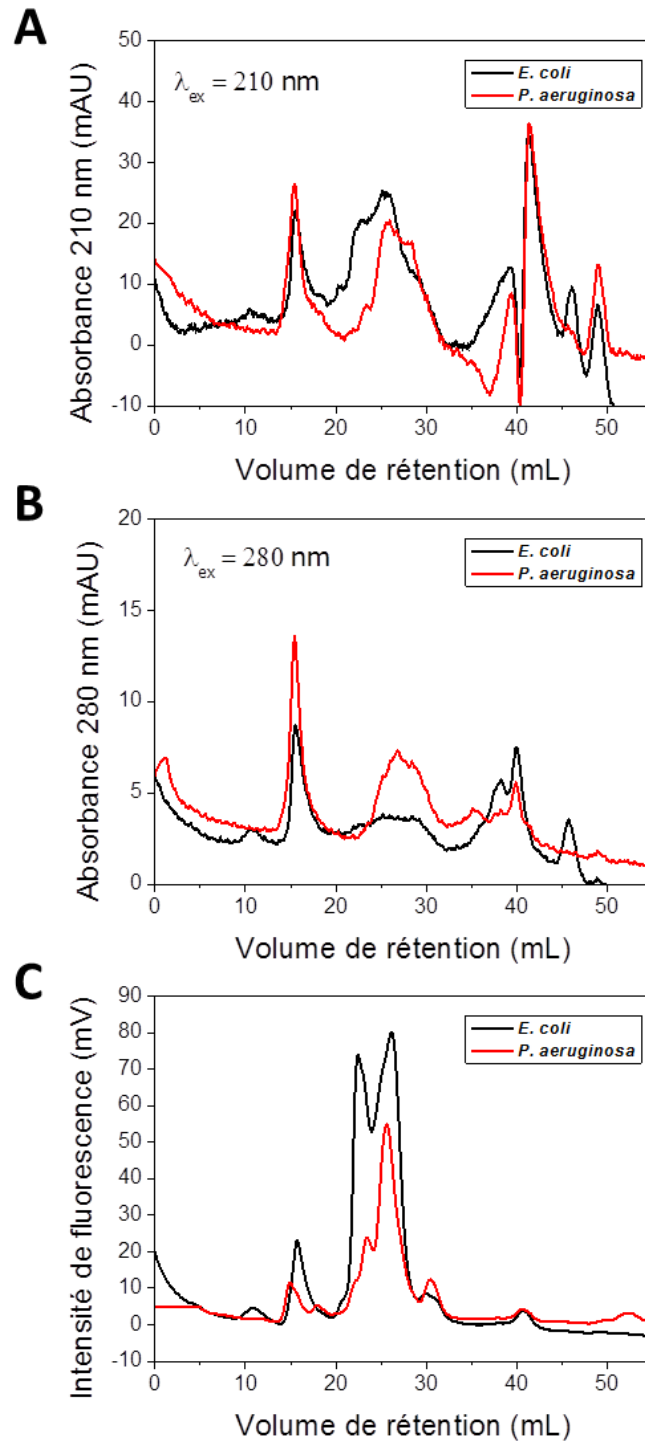 A
Absorbance 210 nm (mAU)
50
40
30
20
10
0
-10
λex = 210 nm
E. coli
P. aeruginosa
0 10 20 30 40 50
Volume de rétention (mL)
B
Absorbance 280 nm (mAU)
20
15
10
5
0
λex = 280 nm
E. coli
P. aeruginosa
0 10 20 30 40 50
Volume de rétention (mL)
C
Intensité de fluorescence (mV)
90
80
70
60
50
40
30
20
10
0
-10
E. coli
P. aeruginosa
0 10 20 30 40 50
Volume de rétention (mL)